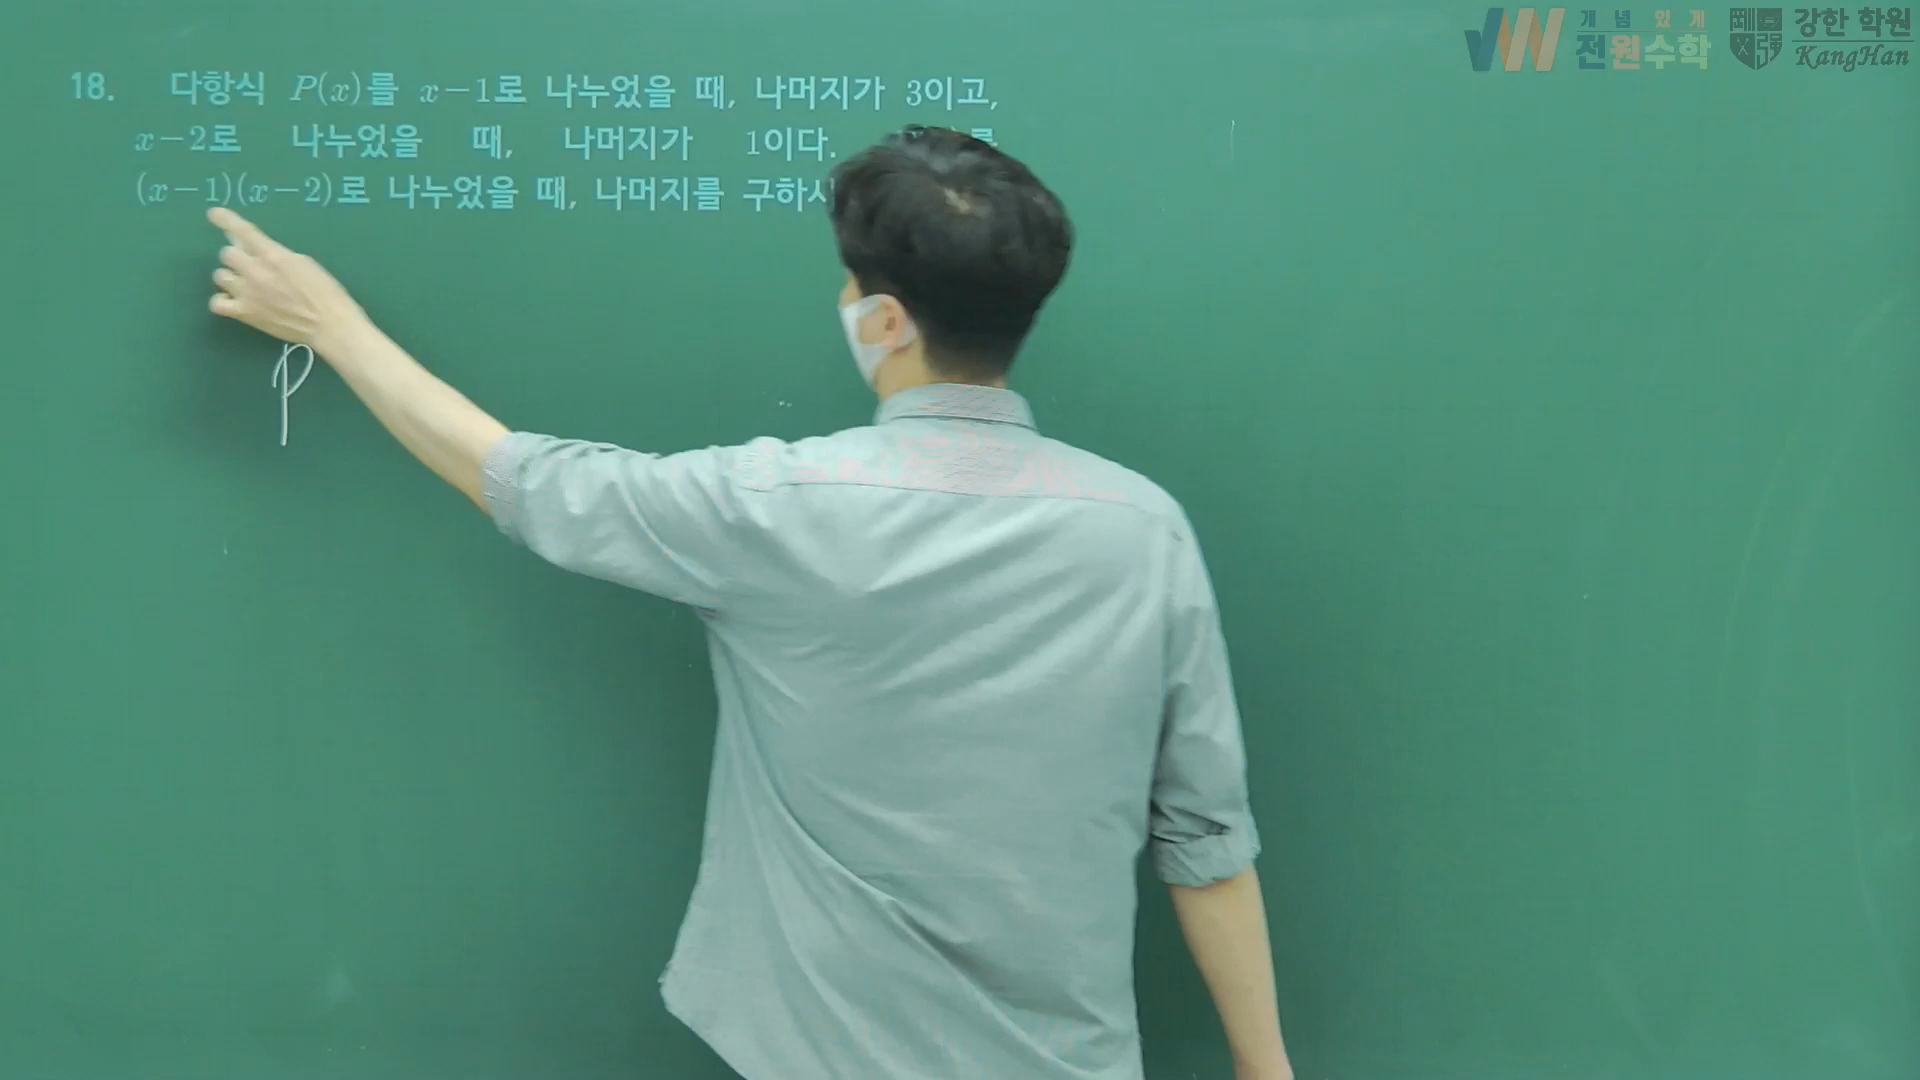 개념 있게
전원수학
강한 학원
KangHan
18. 다항식 P(x)를 x-1로 나누었을 때, 나머지가 3이고,
x-2로 나누었을 때, 나머지가 1이다. 를
(x-1)(x-2)로 나누었을 때, 나머지를 구하시
P